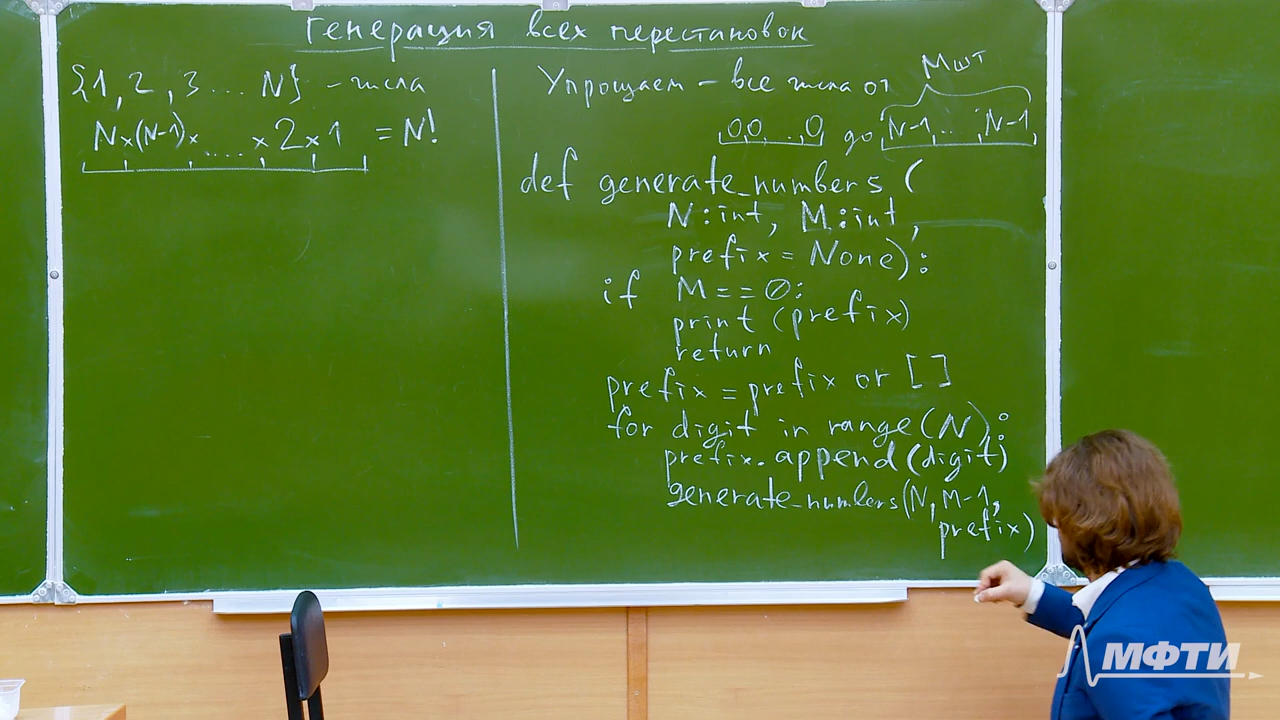 Генерация всех перестановок
{1, 2, 3 ... N} - числа
N×(N-1)× .... ×2×1 = N!
Упрощаем - все числа от
M шт
0,0,...,0 до N-1,...,N-1
def generate_numbers (
N:int, M:int,
prefix = None):
if M == 0:
print (prefix)
return
prefix = prefix or []
for digit in range(N):
prefix.append(digit)
generate_numbers(N, M-1,
prefix)
МФТИ